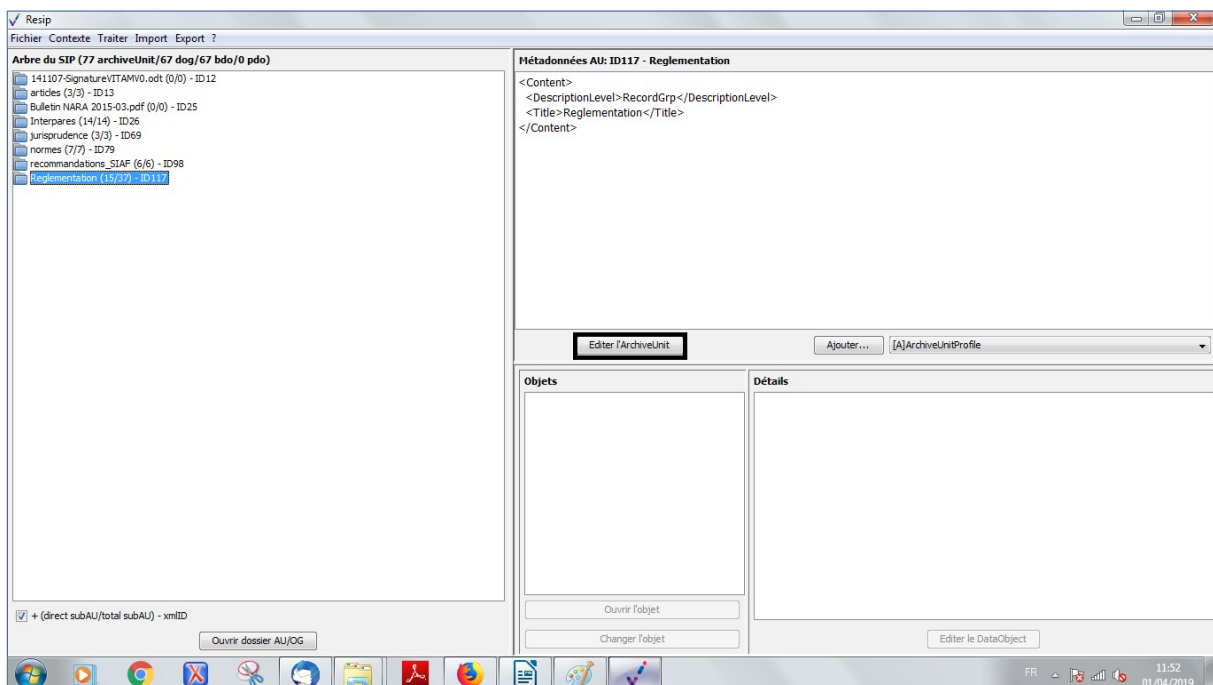 Resip
Fichier Contexte Traiter Import Export ?
Arbre du SIP (77 archiveUnit/67 dog/67 bdo/0 pdo)
141107-SignatureVITAMV0.odt (0/0) - ID12
articles (3/3) - ID13
Bulletin NARA 2015-03.pdf (0/0) - ID25
Interpares (14/14) - ID26
jurisprudence (3/3) - ID69
normes (7/7) - ID79
recommandations_SIAF (6/6) - ID98
Reglementation (15/37) - ID117
+ (direct subAU/total subAU) - xmlID
Ouvrir dossier AU/OG
Métadonnées AU: ID117 - Reglementation
<Content>
<DescriptionLevel>RecordGrp</DescriptionLevel>
<Title>Reglementation</Title>
</Content>
Editer l'ArchiveUnit
Ajouter...
[A]ArchiveUnitProfile
Objets
Ouvrir l'objet
Changer l'objet
Détails
Editer le DataObject
FR
11:52
01/04/2019